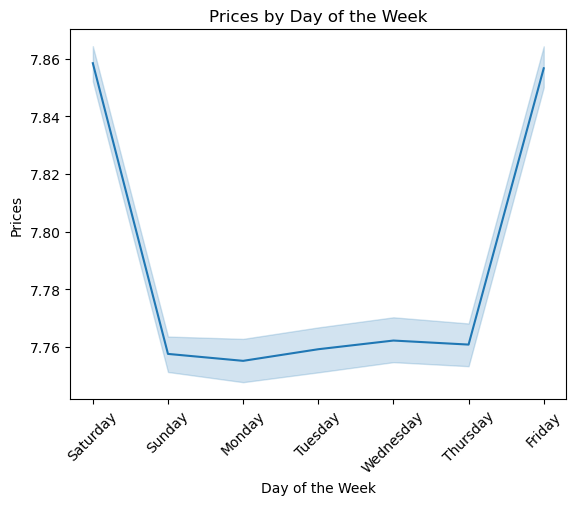 Prices by Day of the Week
Prices
7.86
7.84
7.82
7.80
7.78
7.76
Saturday
Sunday
Monday
Tuesday
Wednesday
Thursday
Friday
Day of the Week